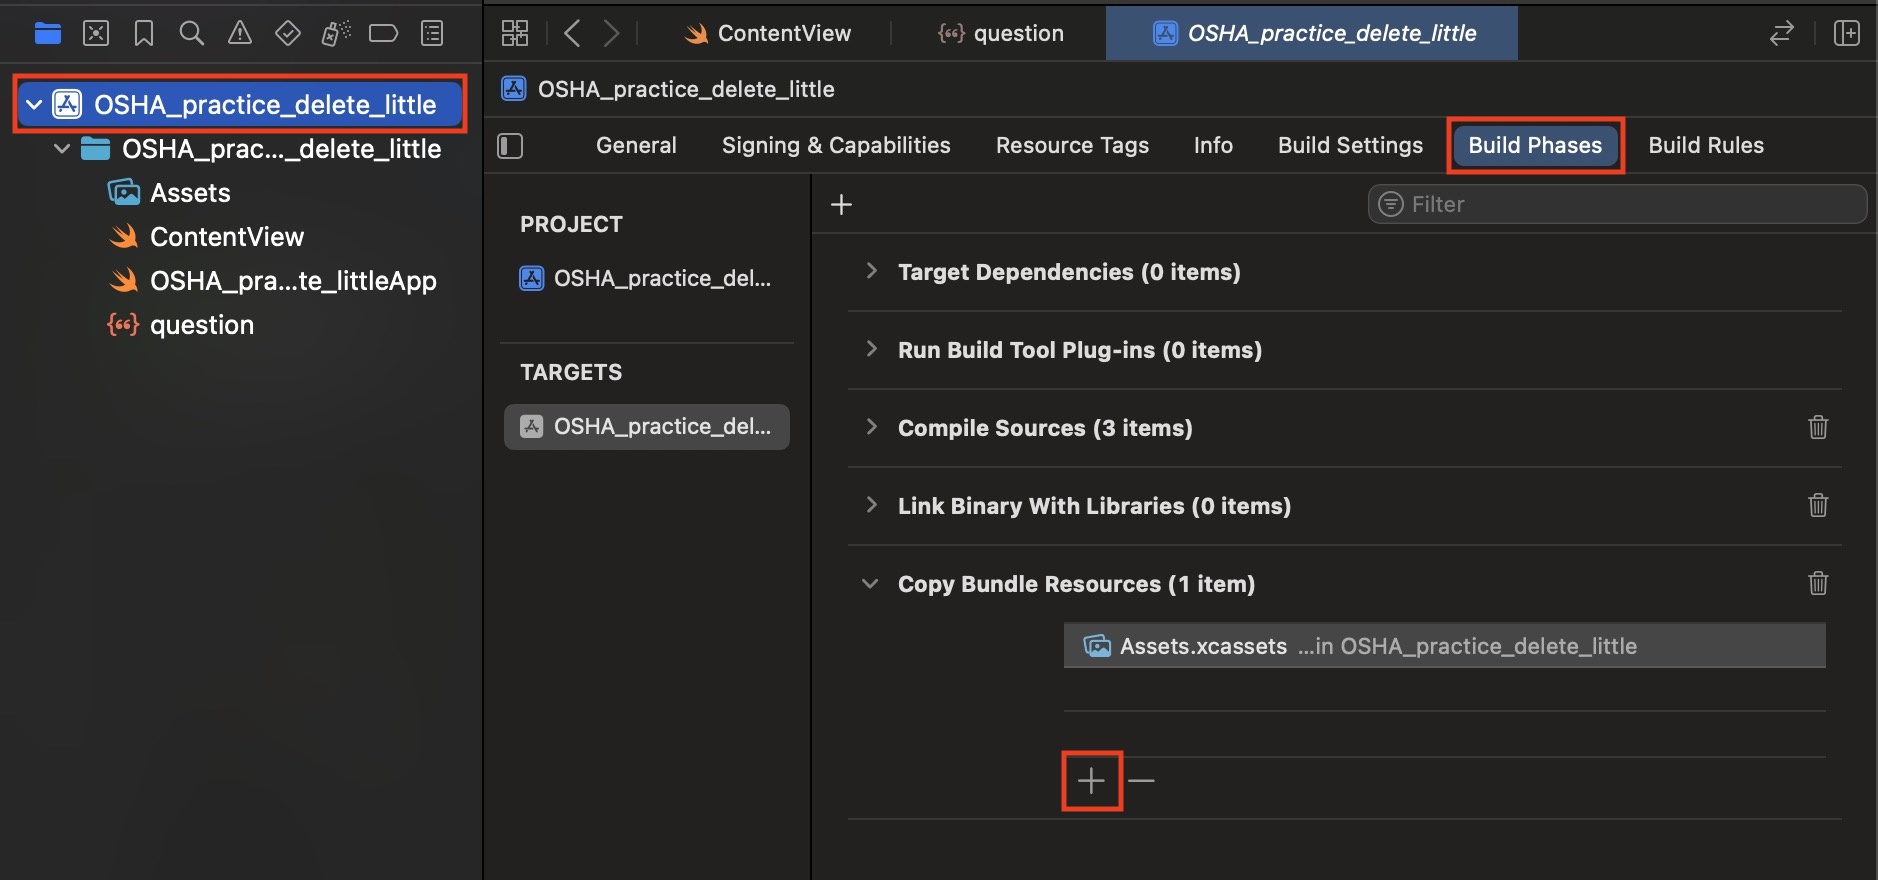 OSHA_practice_delete_little
OSHA_prac..._delete_little
Assets
ContentView
OSHA_pra...te_littleApp
question
ContentView
question
OSHA_practice_delete_little
OSHA_practice_delete_little
General
Signing & Capabilities
Resource Tags
Info
Build Settings
Build Phases
Build Rules
PROJECT
OSHA_practice_del...
TARGETS
OSHA_practice_del...
Filter
Target Dependencies (0 items)
Run Build Tool Plug-ins (0 items)
Compile Sources (3 items)
Link Binary With Libraries (0 items)
Copy Bundle Resources (1 item)
Assets.xcassets ...in OSHA_practice_delete_little